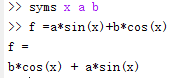 >> syms x a b
>> f =a*sin(x)+b*cos(x)
f =
b*cos(x) + a*sin(x)